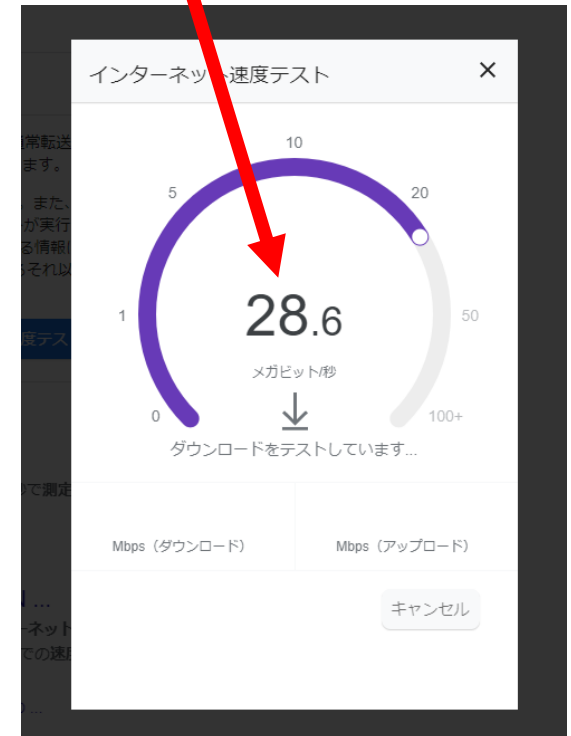 インターネット速度テスト
×
10
5
20
28.6
1
50
メガビット/秒
0
100+
ダウンロードをテストしています...
Mbps（ダウンロード）
Mbps（アップロード）
キャンセル
常転送
ます。
また、
が実行
る情報
それ以
度テス
で測定
...
ーネット
での速度
...